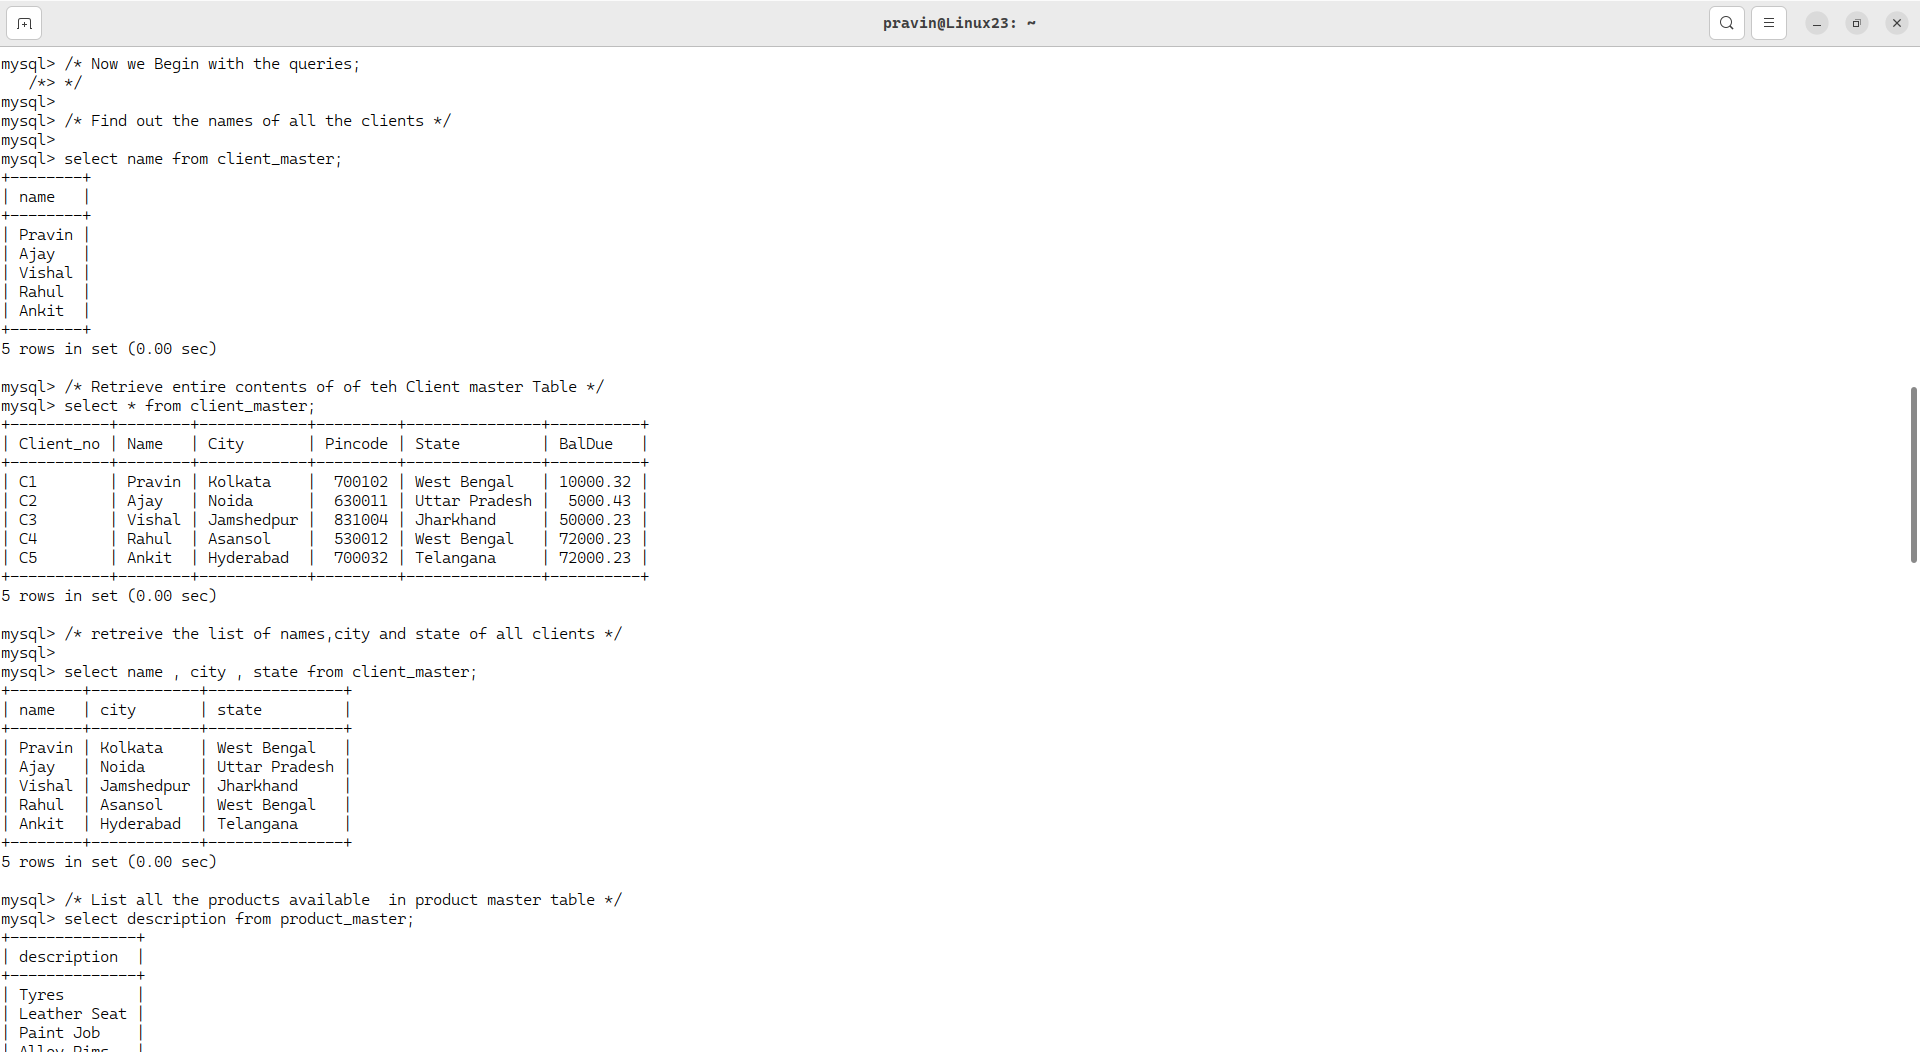 pravin@Linux23: ~
mysql> /* Now we Begin with the queries;
   /*> */
mysql>
mysql> /* Find out the names of all the clients */
mysql>
mysql> select name from client_master;
+--------+
| name   |
+--------+
| Pravin |
| Ajay   |
| Vishal |
| Rahul  |
| Ankit  |
+--------+
5 rows in set (0.00 sec)

mysql> /* Retrieve entire contents of of teh Client master Table */
mysql> select * from client_master;
+-----------+--------+------------+---------+---------------+----------+
| Client_no | Name   | City       | Pincode | State         | BalDue   |
+-----------+--------+------------+---------+---------------+----------+
| C1        | Pravin | Kolkata    |  700102 | West Bengal   | 10000.32 |
| C2        | Ajay   | Noida      |  630011 | Uttar Pradesh |  5000.43 |
| C3        | Vishal | Jamshedpur |  831004 | Jharkhand     | 50000.23 |
| C4        | Rahul  | Asansol    |  530012 | West Bengal   | 72000.23 |
| C5        | Ankit  | Hyderabad  |  700032 | Telangana     | 72000.23 |
+-----------+--------+------------+---------+---------------+----------+
5 rows in set (0.00 sec)

mysql> /* retreive the list of names,city and state of all clients */
mysql>
mysql> select name , city , state from client_master;
+--------+------------+---------------+
| name   | city       | state         |
+--------+------------+---------------+
| Pravin | Kolkata    | West Bengal   |
| Ajay   | Noida      | Uttar Pradesh |
| Vishal | Jamshedpur | Jharkhand     |
| Rahul  | Asansol    | West Bengal   |
| Ankit  | Hyderabad  | Telangana     |
+--------+------------+---------------+
5 rows in set (0.00 sec)

mysql> /* List all the products available  in product master table */
mysql> select description from product_master;
+--------------+
| description  |
+--------------+
| Tyres        |
| Leather Seat |
| Paint Job    |
| Alloy Rims   |